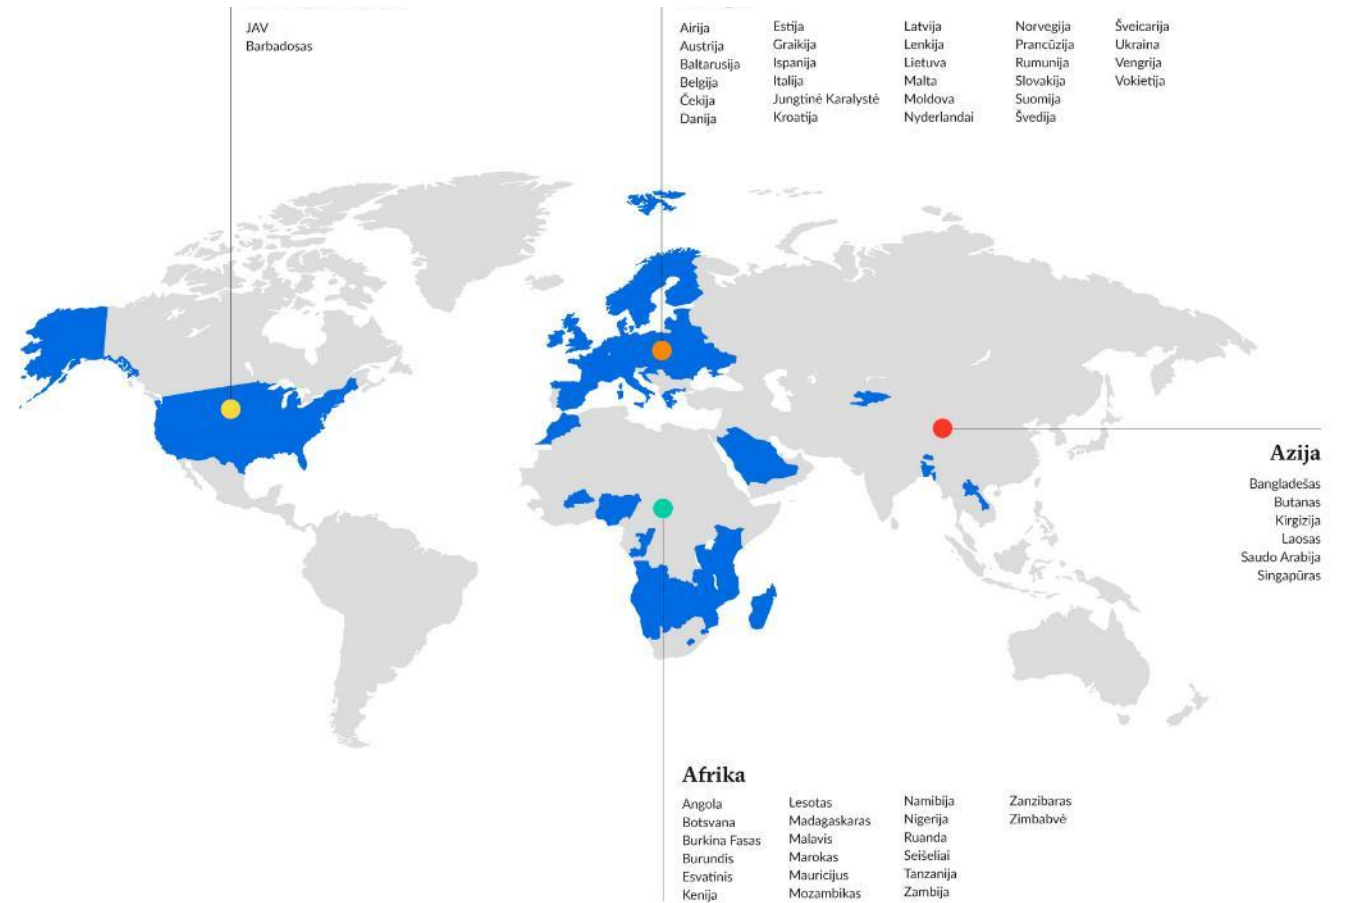 JAV
Barbadosas
Airija
Austrija
Baltarusija
Belgija
Čekija
Danija
Estija
Graikija
Ispanija
Italija
Jungtinė Karalystė
Kroatija
Latvija
Lenkija
Lietuva
Malta
Moldova
Nyderlandai
Norvegija
Prancūzija
Rumunija
Slovakija
Suomija
Švedija
Šveicarija
Ukraina
Vengrija
Vokietija
Azija
Bangladešas
Butanas
Kirgizija
Laosas
Saudo Arabija
Singapūras
Afrika
Angola
Botsvana
Burkina Fasas
Burundis
Esvatinis
Kenija
Lesotas
Madagaskaras
Malavis
Marokas
Mauricijus
Mozambikas
Namibija
Nigerija
Ruanda
Seišeliai
Tanzanija
Zambija
Zanzibaras
Zimbabvė